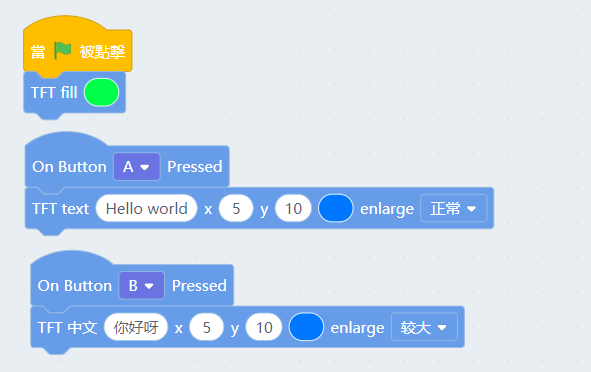 當 被點擊
TFT fill
On Button A Pressed
TFT text Hello world x 5 y 10 enlarge 正常
On Button B Pressed
TFT 中文 你好呀 x 5 y 10 enlarge 较大